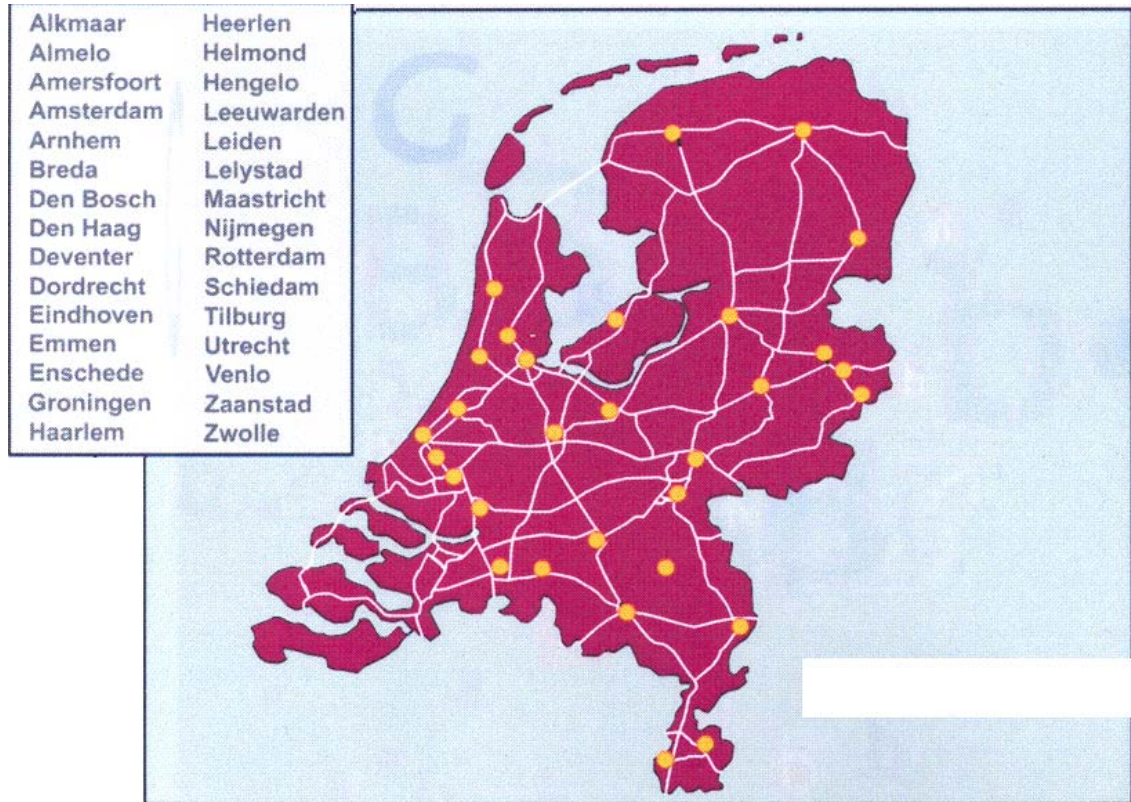 Alkmaar
Almelo
Amersfoort
Amsterdam
Arnhem
Breda
Den Bosch
Den Haag
Deventer
Dordrecht
Eindhoven
Emmen
Enschede
Groningen
Haarlem
Heerlen
Helmond
Hengelo
Leeuwarden
Leiden
Lelystad
Maastricht
Nijmegen
Rotterdam
Schiedam
Tilburg
Utrecht
Venlo
Zaanstad
Zwolle